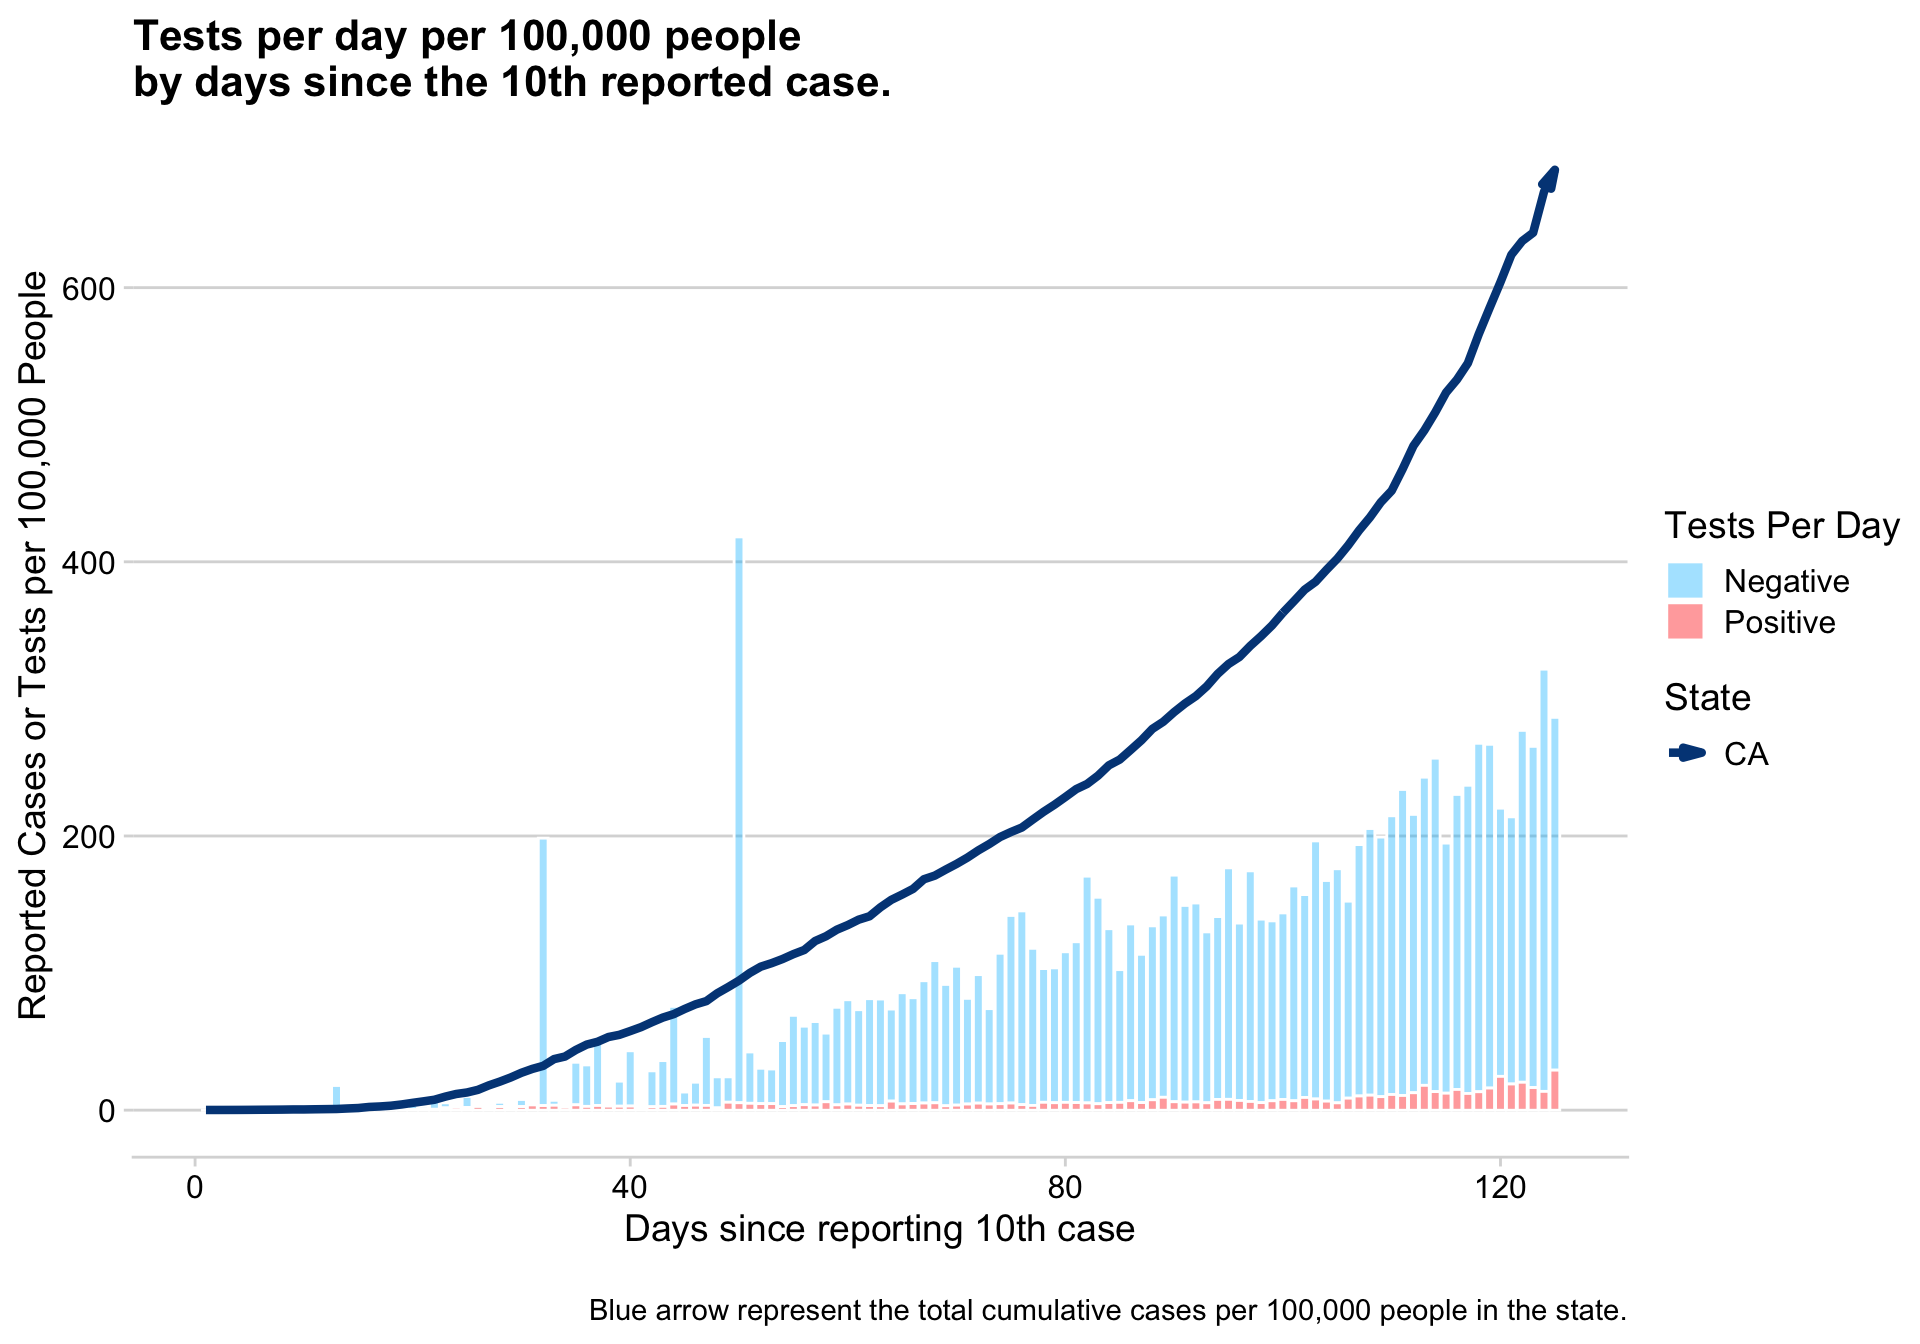 Tests per day per 100,000 people
by days since the 10th reported case.
Reported Cases or Tests per 100,000 People
600
400
200
0
0
40
80
120
Days since reporting 10th case
Tests Per Day
Negative
Positive
State
CA
Blue arrow represent the total cumulative cases per 100,000 people in the state.